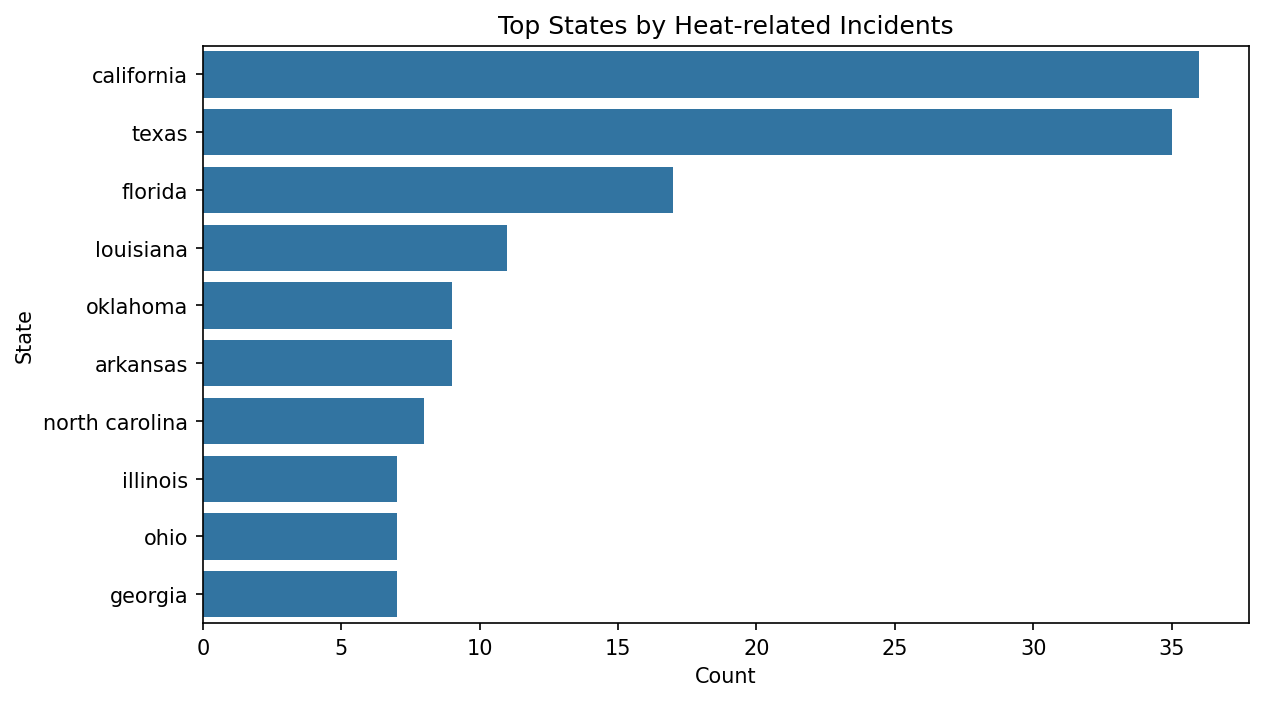 Top States by Heat-related Incidents
State
california
texas
florida
louisiana
oklahoma
arkansas
north carolina
illinois
ohio
georgia
0 5 10 15 20 25 30 35
Count